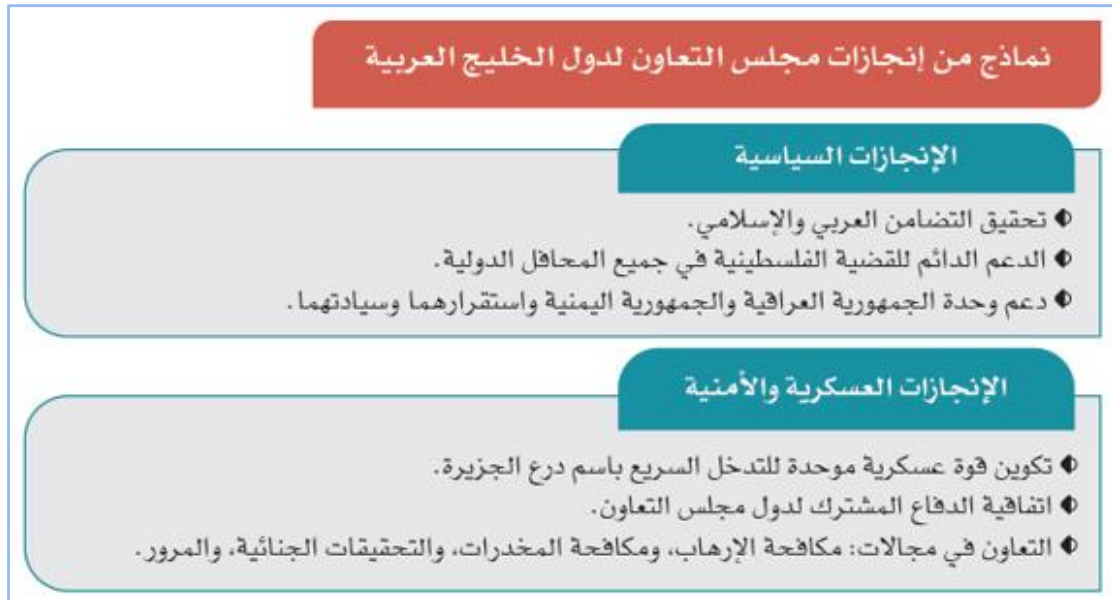 نماذج من إنجازات مجلس التعاون لدول الخليج العربية
الإنجازات السياسية
تحقيق التضامن العربي والإسلامي.
الدعم الدائم للقضية الفلسطينية في جميع المحافل الدولية.
دعم وحدة الجمهورية العراقية والجمهورية اليمنية واستقرارهما وسيادتهما.
الإنجازات العسكرية والأمنية
تكوين قوة عسكرية موحدة للتدخل السريع باسم درع الجزيرة.
اتفاقية الدفاع المشترك لدول مجلس التعاون.
التعاون في مجالات: مكافحة الإرهاب، ومكافحة المخدرات، والتحقيقات الجنائية، والمرور.